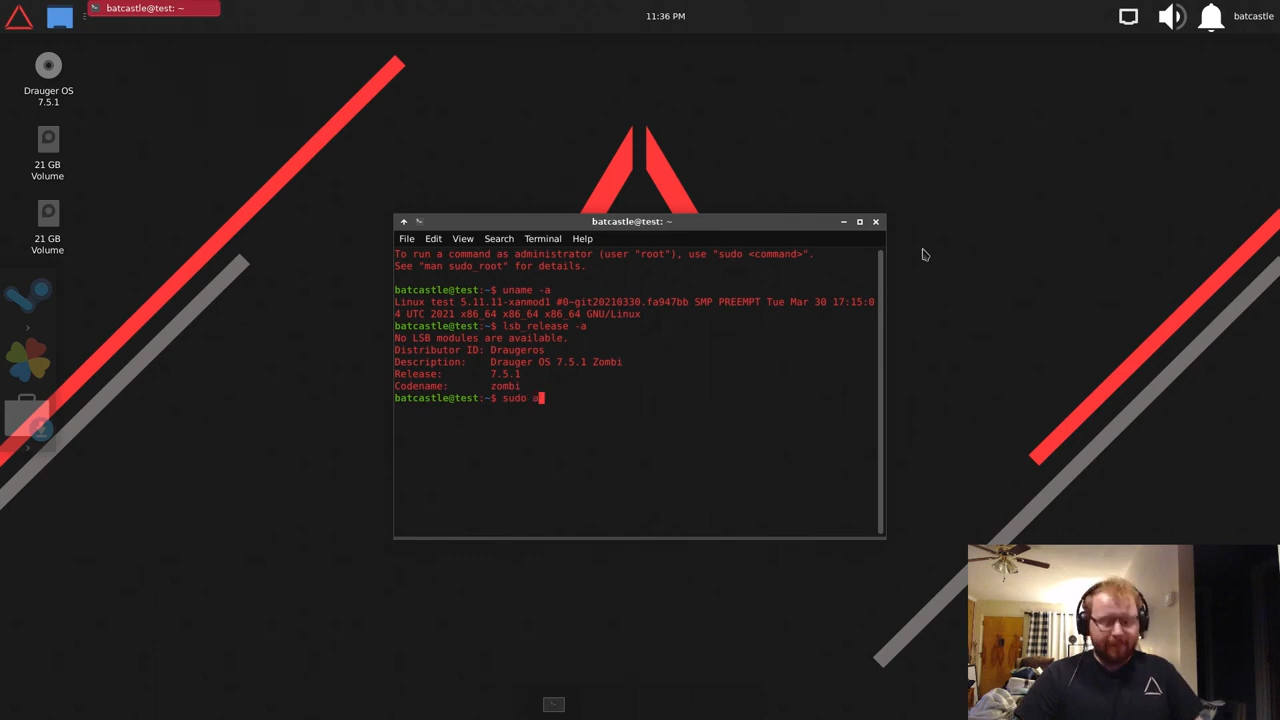 batcastle@test: ~
11:36 PM
batcastle
Drauger OS
7.5.1
21 GB
Volume
21 GB
Volume
batcastle@test: ~
File Edit View Search Terminal Help
To run a command as administrator (user "root"), use "sudo <command>".
See "man sudo_root" for details.
batcastle@test:~$ uname -a
Linux test 5.11.11-xanmod1 #0~git20210330.fa947bb SMP PREEMPT Tue Mar 30 17:15:0
4 UTC 2021 x86_64 x86_64 x86_64 GNU/Linux
batcastle@test:~$ lsb_release -a
No LSB modules are available.
Distributor ID: Draugeros
Description: Drauger OS 7.5.1 Zombi
Release: 7.5.1
Codename: zombi
batcastle@test:~$ sudo a